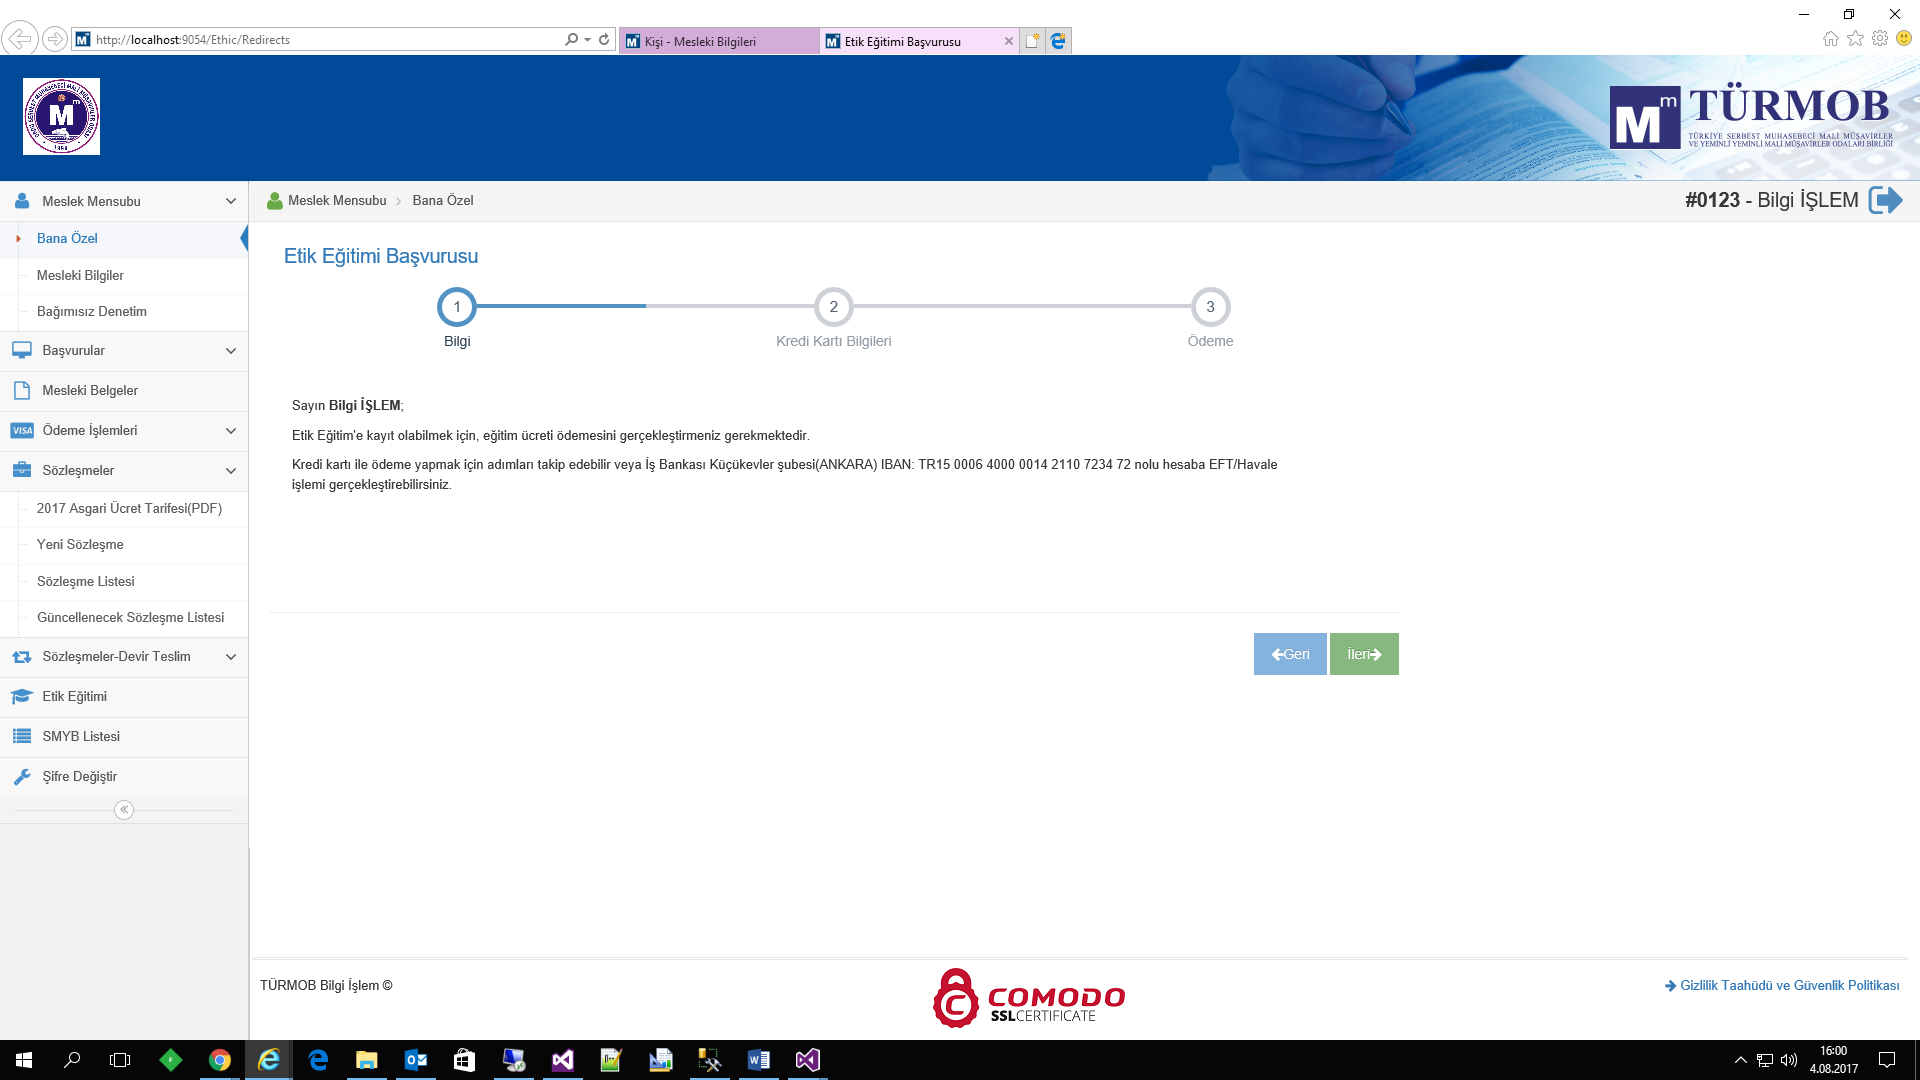 http://localhost:9054/Ethic/Redirects
Kişi - Mesleki Bilgileri
Etik Eğitimi Başvurusu
TÜRMOB
TÜRKİYE SERBEST MUHASEBECİ MALİ MÜŞAVİRLER
VE YEMİNLİ YEMİNLİ MALİ MÜŞAVİRLER ODALARI BİRLİĞİ
Meslek Mensubu
Bana Özel
Mesleki Bilgiler
Bağımısız Denetim
Başvurular
Mesleki Belgeler
VISA Ödeme İşlemleri
Sözleşmeler
2017 Asgari Ücret Tarifesi(PDF)
Yeni Sözleşme
Sözleşme Listesi
Güncellenecek Sözleşme Listesi
Sözleşmeler-Devir Teslim
Etik Eğitimi
SMYB Listesi
Şifre Değiştir
Meslek Mensubu > Bana Özel
#0123 - Bilgi İŞLEM
Etik Eğitimi Başvurusu
1 2 3
Bilgi Kredi Kartı Bilgileri Ödeme
Sayın Bilgi İŞLEM;
Etik Eğitim'e kayıt olabilmek için, eğitim ücreti ödemesini gerçekleştirmeniz gerekmektedir.
Kredi kartı ile ödeme yapmak için adımları takip edebilir veya İş Bankası Küçükevler şubesi(ANKARA) IBAN: TR15 0006 4000 0014 2110 7234 72 nolu hesaba EFT/Havale
işlemi gerçekleştirebilirsiniz.
Geri İleri
TÜRMOB Bilgi İşlem ©
COMODO
SSLCERTIFICATE
Gizlilik Taahüdü ve Güvenlik Politikası
16:00
4.08.2017